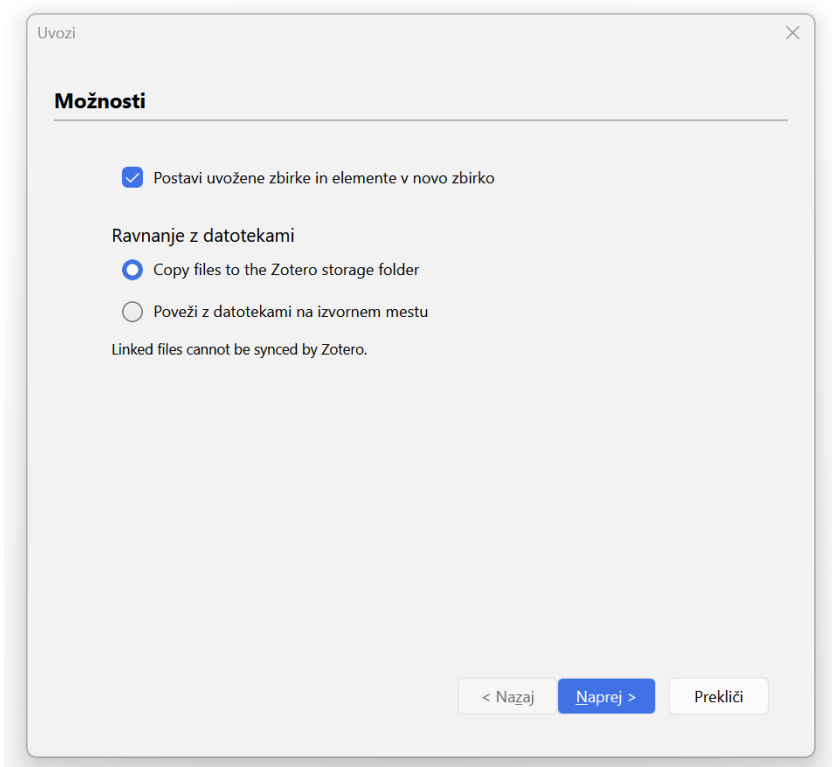 Uvozi
Možnosti
Postavi uvožene zbirke in elemente v novo zbirko
Ravnanje z datotekami
Copy files to the Zotero storage folder
Poveži z datotekami na izvornem mestu
Linked files cannot be synced by Zotero.
< Nazaj Naprej > Prekliči